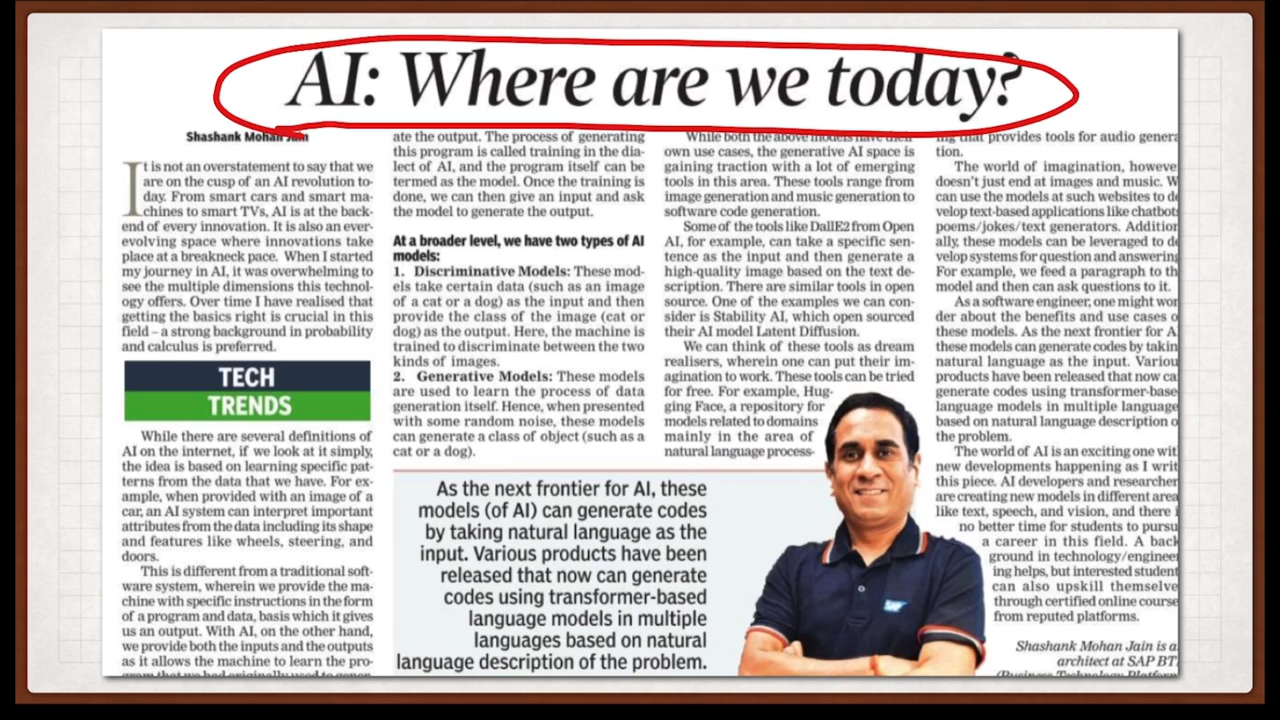 AI: Where are we today?
Shashank Mohan Jain
It is not an overstatement to say that we
are on the cusp of an AI revolution to-
day. From smart cars and smart ma-
chines to smart TVs, AI is at the back-
end of every innovation. It is also an ever-
evolving space where innovations take
place at a breakneck pace. When I started
my journey in AI, it was overwhelming to
see the multiple dimensions this technol-
ogy offers. Over time I have realised that
getting the basics right is crucial in this
field – a strong background in probability
and calculus is preferred.
TECH
TRENDS
While there are several definitions of
AI on the internet, if we look at it simply,
the idea is based on learning specific pat-
terns from the data that we have. For ex-
ample, when provided with an image of a
car, an AI system can interpret important
attributes from the data including its shape
and features like wheels, steering, and
doors.
This is different from a traditional soft-
ware system, wherein we provide the ma-
chine with specific instructions in the form
of a program and data, basis which it gives
us an output. With AI, on the other hand,
we provide both the inputs and the outputs
as it allows the machine to learn the pro-
gram that we had originally used to gener-
ate the output. The process of generating
this program is called training in the dia-
lect of AI, and the program itself can be
termed as the model. Once the training is
done, we can then give an input and ask
the model to generate the output.
At a broader level, we have two types of AI
models:
1. Discriminative Models: These mod-
els take certain data (such as an image
of a cat or a dog) as the input and then
provide the class of the image (cat or
dog) as the output. Here, the machine is
trained to discriminate between the two
kinds of images.
2. Generative Models: These models
are used to learn the process of data
generation itself. Hence, when presented
with some random noise, these models
can generate a class of object (such as a
cat or a dog).
As the next frontier for AI, these
models (of AI) can generate codes
by taking natural language as the
input. Various products have been
released that now can generate
codes using transformer-based
language models in multiple
languages based on natural
language description of the problem.
While both the above models have their
own use cases, the generative AI space is
gaining traction with a lot of emerging
tools in this area. These tools range from
image generation and music generation to
software code generation.
Some of the tools like DallE2 from Open
AI, for example, can take a specific sen-
tence as the input and then generate a
high-quality image based on the text de-
scription. There are similar tools in open
source. One of the examples we can con-
sider is Stability AI, which open sourced
their AI model Latent Diffusion.
We can think of these tools as dream
realisers, wherein one can put their im-
agination to work. These tools can be tried
for free. For example, Hug-
ging Face, a repository for
models related to domains
mainly in the area of
natural language process-
ing that provides tools for audio genera
tion.
The world of imagination, howeve
doesn't just end at images and music. W
can use the models at such websites to de
velop text-based applications like chatbots
poems/jokes/text generators. Addition
ally, these models can be leveraged to de
velop systems for question and answering
For example, we feed a paragraph to th
model and then can ask questions to it.
As a software engineer, one might won
der about the benefits and use cases o
these models. As the next frontier for A
these models can generate codes by takin
natural language as the input. Variou
products have been released that now ca
generate codes using transformer-base
language models in multiple language
based on natural language description o
the problem.
The world of AI is an exciting one wit
new developments happening as I writ
this piece. AI developers and researcher
are creating new models in different area
like text, speech, and vision, and there i
no better time for students to pursu
a career in this field. A back
ground in technology/engineer
ing helps, but interested student
can also upskill themselve
through certified online course
from reputed platforms.
Shashank Mohan Jain is a
architect at SAP BT
(Business Technology Platform
SAP